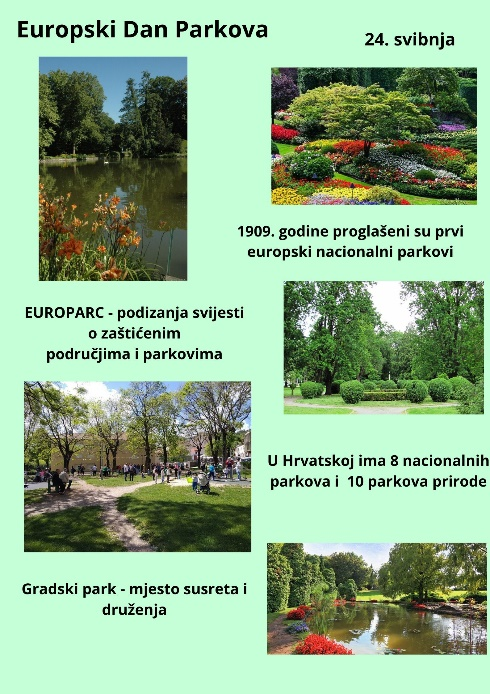 Europski Dan Parkova
24. svibnja
1909. godine proglašeni su prvi
europski nacionalni parkovi
EUROPARC - podizanja svijesti
o zaštićenim
područjima i parkovima
U Hrvatskoj ima 8 nacionalnih
parkova i 10 parkova prirode
Gradski park - mjesto susreta i
druženja